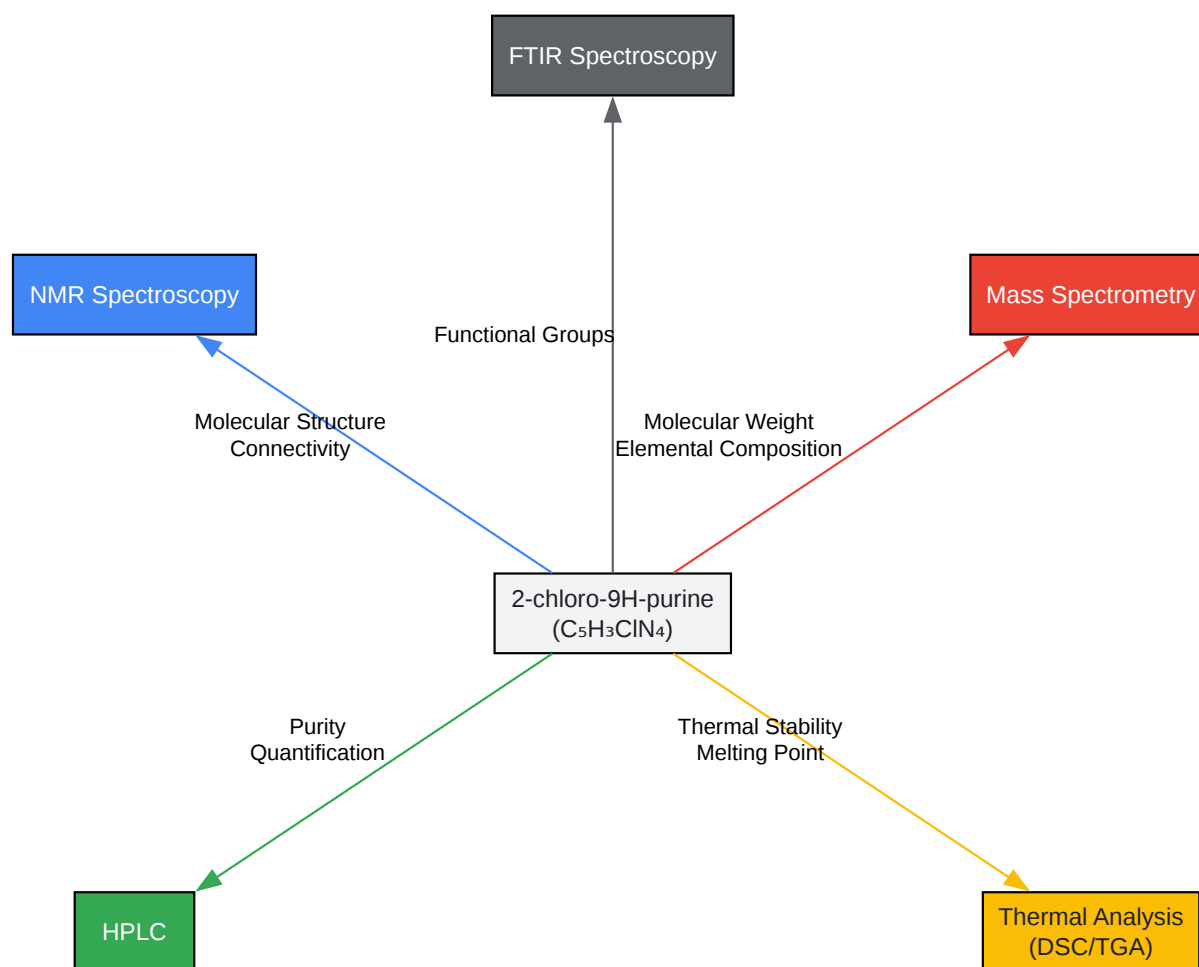 FTIR Spectroscopy
NMR Spectroscopy
Mass Spectrometry
Functional Groups
Molecular Structure
Connectivity
Molecular Weight
Elemental Composition
2-chloro-9H-purine
(C₅H₃ClN₄)
Purity
Quantification
Thermal Stability
Melting Point
HPLC
Thermal Analysis
(DSC/TGA)